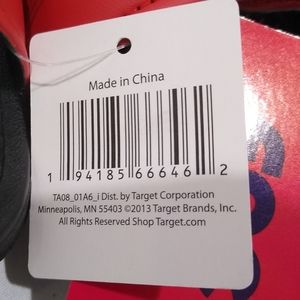 Made in China
1 94185 66646 2
TA08_01A6_i Dist. by Target Corporation
Minneapolis, MN 55403 ©2013 Target Brands, Inc.
All Rights Reserved Shop Target.com